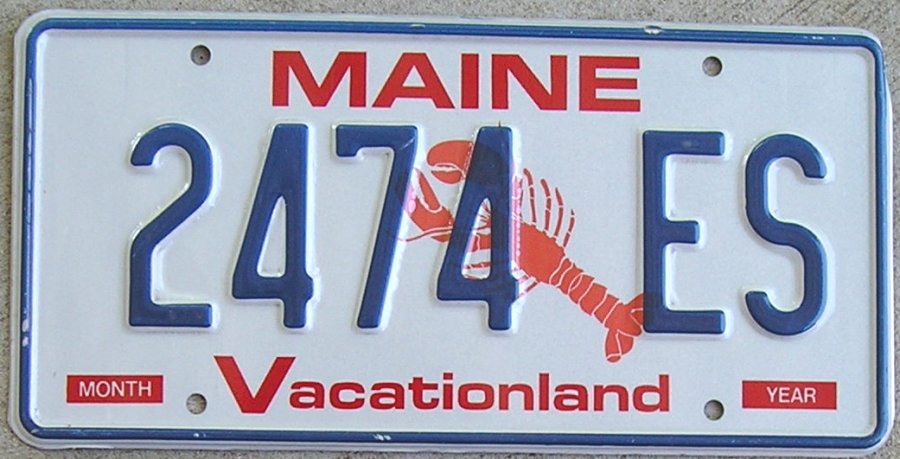 MAINE
2474 ES
MONTH Vacationland YEAR